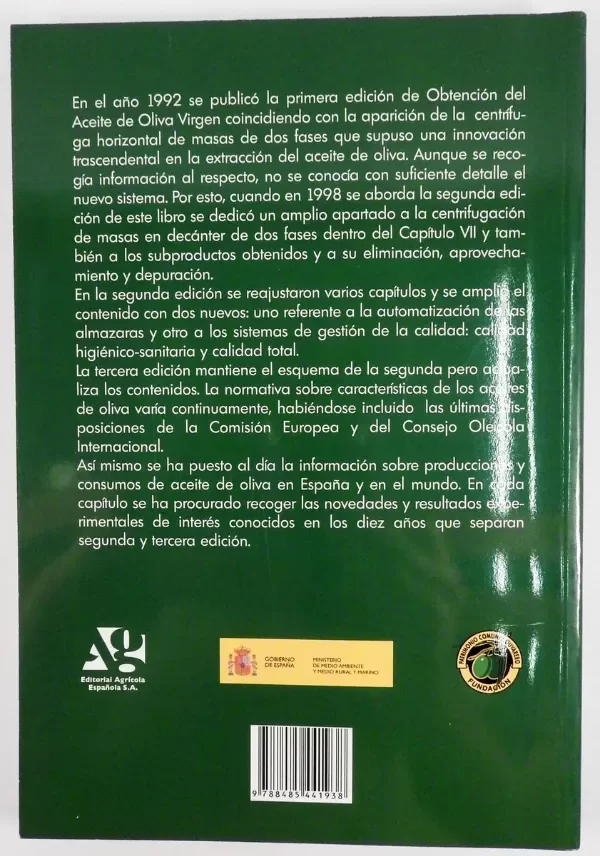 En el año 1992 se publicó la primera edición de Obtención del
Aceite de Oliva Virgen coincidiendo con la aparición de la centrífu-
ga horizontal de masas de dos fases que supuso una innovación
trascendental en la extracción del aceite de oliva. Aunque se reco-
gía información al respecto, no se conocía con suficiente detalle el
nuevo sistema. Por esto, cuando en 1998 se aborda la segunda edi-
ción de este libro se dedicó un amplio apartado a la centrifugación
de masas en decánter de dos fases dentro del Capítulo VII y tam-
bién a los subproductos obtenidos y a su eliminación, aprovecha-
miento y depuración.
En la segunda edición se reajustaron varios capítulos y se amplió el
contenido con dos nuevos: uno referente a la automatización de las
almazaras y otro a los sistemas de gestión de la calidad: calidad
higiénico-sanitaria y calidad total.
La tercera edición mantiene el esquema de la segunda pero actua-
liza los contenidos. La normativa sobre características de los aceites
de oliva varía continuamente, habiéndose incluido las últimas dis-
posiciones de la Comisión Europea y del Consejo Oleícola
Internacional.
Así mismo se ha puesto al día la información sobre producciones y
consumos de aceite de oliva en España y en el mundo. En cada
capítulo se ha procurado recoger las novedades y resultados expe-
rimentales de interés conocidos en los diez años que separan
segunda y tercera edición.
Ag
Editorial Agrícola
Española S.A.
GOBIERNO
DE ESPAÑA
MINISTERIO
DE MEDIO AMBIENTE
Y MEDIO RURAL Y MARINO
PATRIMONIO COMUNAL OLIVARERO
FUNDACIÓN
9 788485 441938